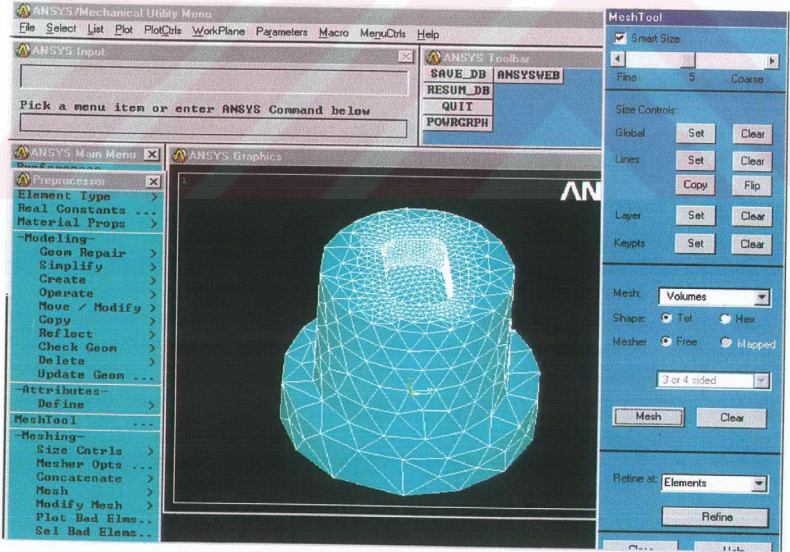 ANSYS/Mechanical Utility Menu
File Select List Plot PlotCtrls WorkPlane Parameters Macro MenuCtrls Help
ANSYS Input
Pick a menu item or enter ANSYS Command below
ANSYS Toolbar
SAVE_DB ANSYSWEB
RESUM_DB
QUIT
POWRGRPH
ANSYS Main Menu
Preprocessor
Element Type >
Real Constants ...
Material Props >
-Modeling-
Geom Repair >
Simplify >
Create >
Operate >
Move / Modify >
Copy >
Reflect >
Check Geom >
Delete >
Update Geom ...
-Attributes-
Define >
MeshTool ...
-Meshing-
Size Cntrls >
Mesher Opts ...
Concatenate >
Mesh >
Modify Mesh >
Plot Bad Elms..
Sel Bad Elems..
ANSYS Graphics
1
AN
MeshTool
Smart Size
Fine 5 Coarse
Size Controls:
Global Set Clear
Lines Set Clear
Copy Flip
Layer Set Clear
Keypts Set Clear
Mesh: Volumes
Shape: Tet Hex
Mesher Free Mapped
3 or 4 sided
Mesh Clear
Refine at: Elements
Refine